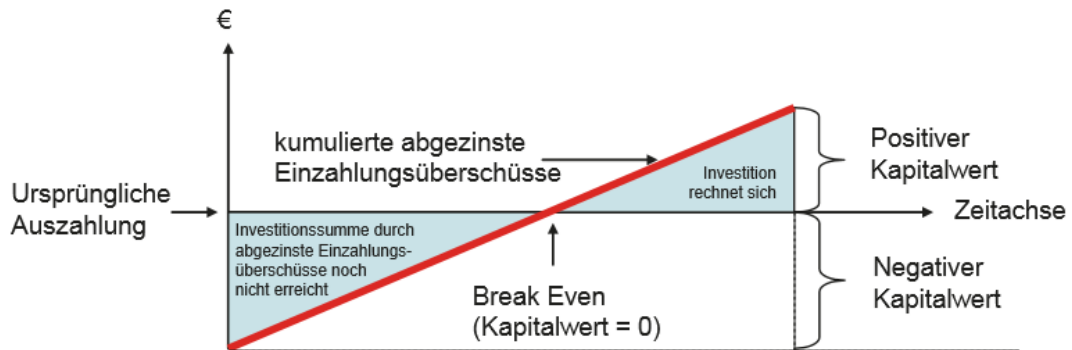 €
kumulierte abgezinste
Einzahlungsüberschüsse
Positiver
Kapitalwert
Investition
rechnet sich
Ursprüngliche
Auszahlung
Zeitachse
Investitionssumme durch
abgezinste Einzahlungs-
überschüsse noch
nicht erreicht
Break Even
(Kapitalwert = 0)
Negativer
Kapitalwert